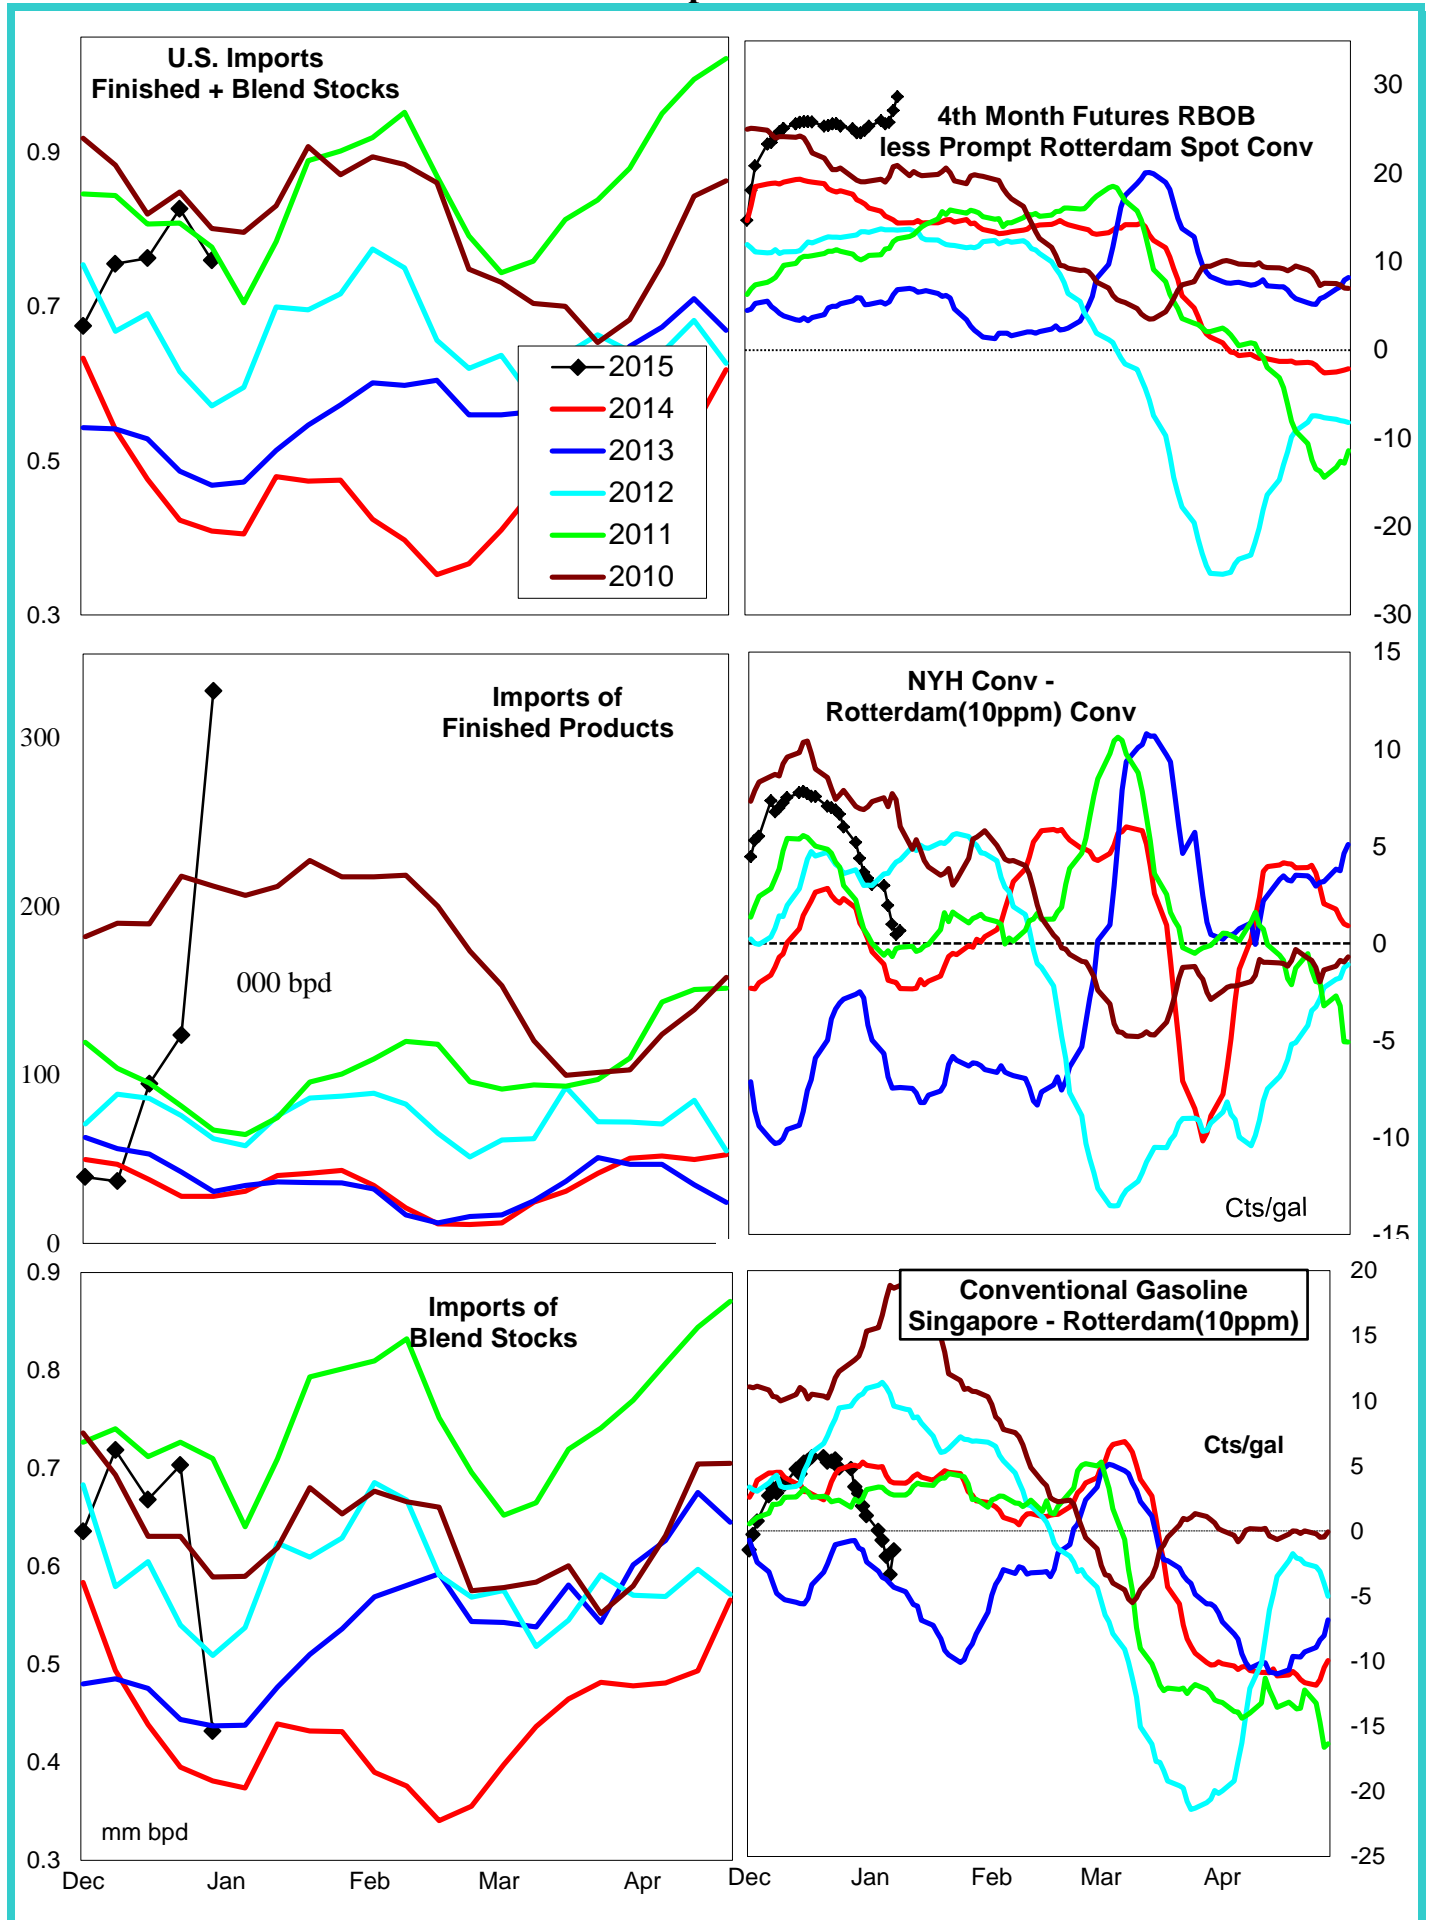 U.S. Imports
Finished + Blend Stocks
0.9
0.7
0.5
0.3
2015
2014
2013
2012
2011
2010
4th Month Futures RBOB
less Prompt Rotterdam Spot Conv
30
20
10
0
-10
-20
-30
Imports of
Finished Products
000 bpd
300
200
100
0
NYH Conv -
Rotterdam(10ppm) Conv
Cts/gal
15
10
5
0
-5
-10
-15
Imports of
Blend Stocks
mm bpd
0.9
0.8
0.7
0.6
0.5
0.4
0.3
Dec Jan Feb Mar Apr
Conventional Gasoline
Singapore - Rotterdam(10ppm)
Cts/gal
20
15
10
5
0
-5
-10
-15
-20
-25
Dec Jan Feb Mar Apr